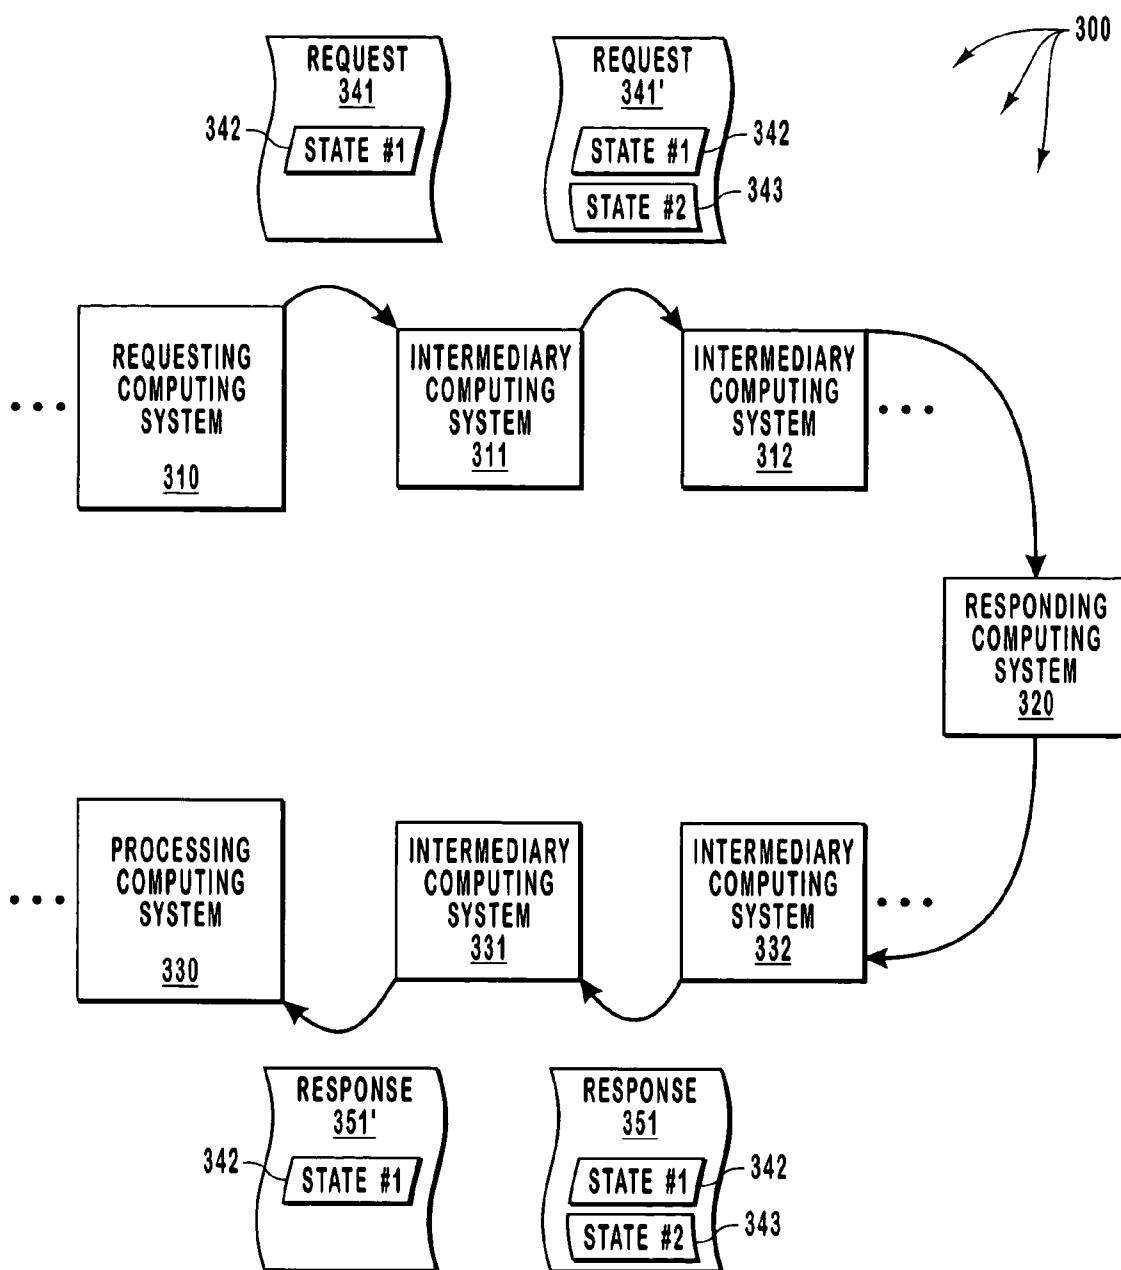 300
REQUEST
341
342
STATE #1
REQUEST
341'
STATE #1
342
STATE #2
343
REQUESTING
COMPUTING
SYSTEM
310
INTERMEDIARY
COMPUTING
SYSTEM
311
INTERMEDIARY
COMPUTING
SYSTEM
312
RESPONDING
COMPUTING
SYSTEM
320
PROCESSING
COMPUTING
SYSTEM
330
INTERMEDIARY
COMPUTING
SYSTEM
331
INTERMEDIARY
COMPUTING
SYSTEM
332
RESPONSE
351'
342
STATE #1
RESPONSE
351
STATE #1
342
STATE #2
343